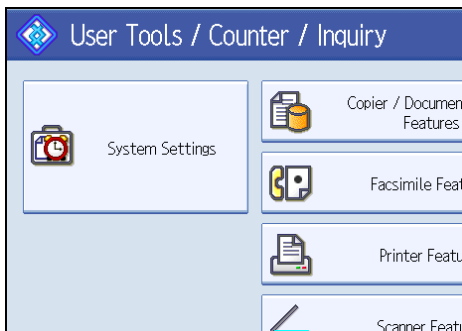 User Tools / Counter / Inquiry
System Settings
Copier / Documen
Features
Facsimile Feat
Printer Featu
Scanner Featu